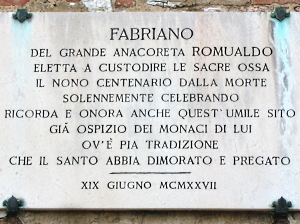 FABRIANO
DEL GRANDE ANACORETA ROMUALDO
ELETTA A CUSTODIRE LE SACRE OSSA
IL NONO CENTENARIO DALLA MORTE
SOLENNEMENTE CELEBRANDO
RICORDA E ONORA ANCHE QUEST'UMILE SITO
GIÁ OSPIZIO DEI MONACI DI LUI
OV'É PIA TRADIZIONE
CHE IL SANTO ABBIA DIMORATO E PREGATO
XIX GIUGNO MCMXXVII